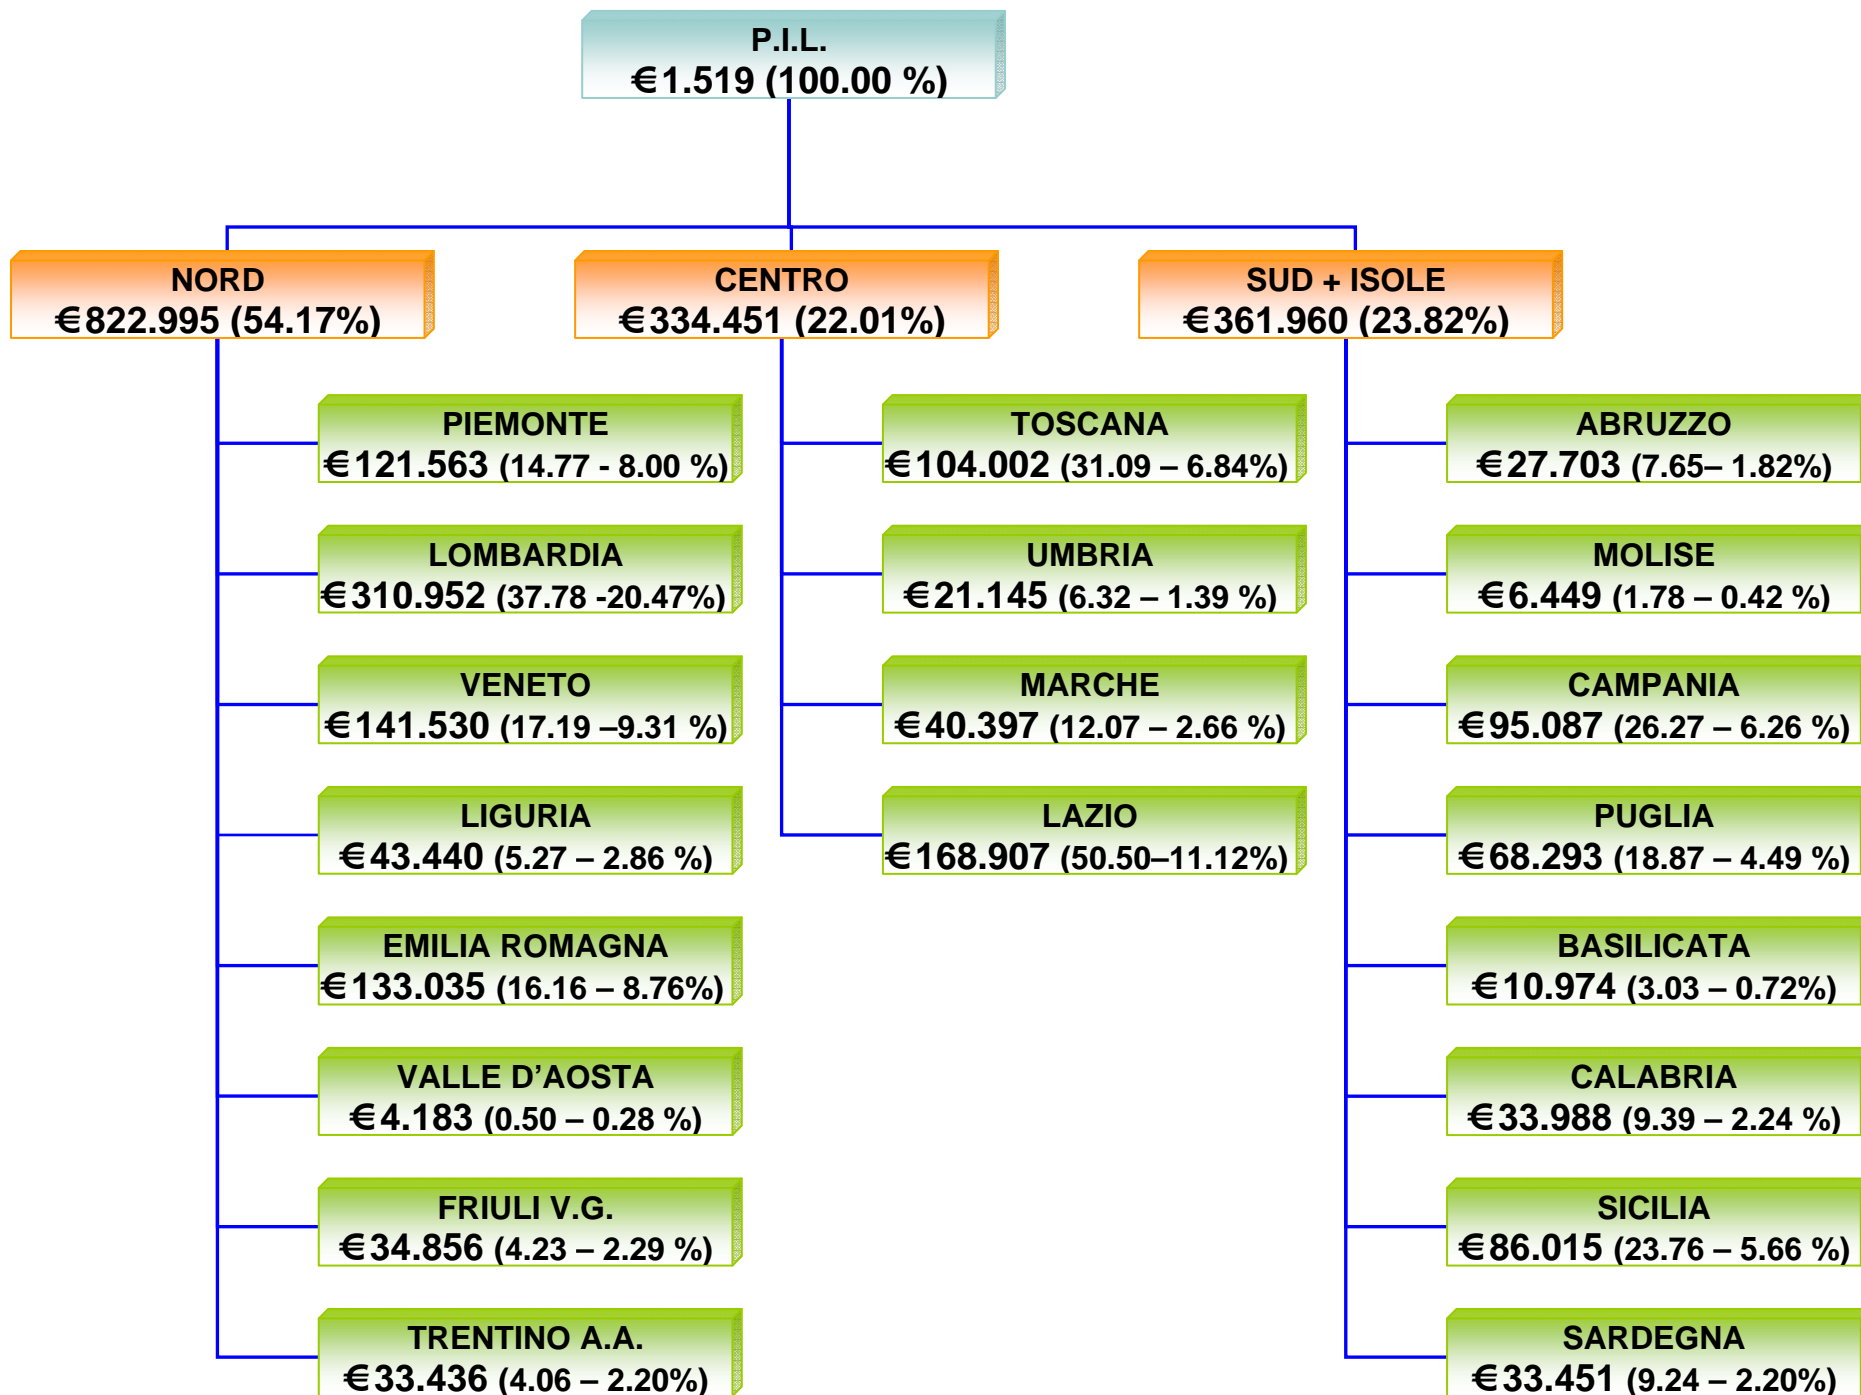 P.I.L.
€1.519 (100.00 %)
NORD
€822.995 (54.17%)
CENTRO
€334.451 (22.01%)
SUD + ISOLE
€361.960 (23.82%)
PIEMONTE
€121.563 (14.77 - 8.00 %)
LOMBARDIA
€310.952 (37.78 -20.47%)
VENETO
€141.530 (17.19 –9.31 %)
LIGURIA
€43.440 (5.27 – 2.86 %)
EMILIA ROMAGNA
€133.035 (16.16 – 8.76%)
VALLE D’AOSTA
€4.183 (0.50 – 0.28 %)
FRIULI V.G.
€34.856 (4.23 – 2.29 %)
TRENTINO A.A.
€33.436 (4.06 – 2.20%)
TOSCANA
€104.002 (31.09 – 6.84%)
UMBRIA
€21.145 (6.32 – 1.39 %)
MARCHE
€40.397 (12.07 – 2.66 %)
LAZIO
€168.907 (50.50–11.12%)
ABRUZZO
€27.703 (7.65– 1.82%)
MOLISE
€6.449 (1.78 – 0.42 %)
CAMPANIA
€95.087 (26.27 – 6.26 %)
PUGLIA
€68.293 (18.87 – 4.49 %)
BASILICATA
€10.974 (3.03 – 0.72%)
CALABRIA
€33.988 (9.39 – 2.24 %)
SICILIA
€86.015 (23.76 – 5.66 %)
SARDEGNA
€33.451 (9.24 – 2.20%)